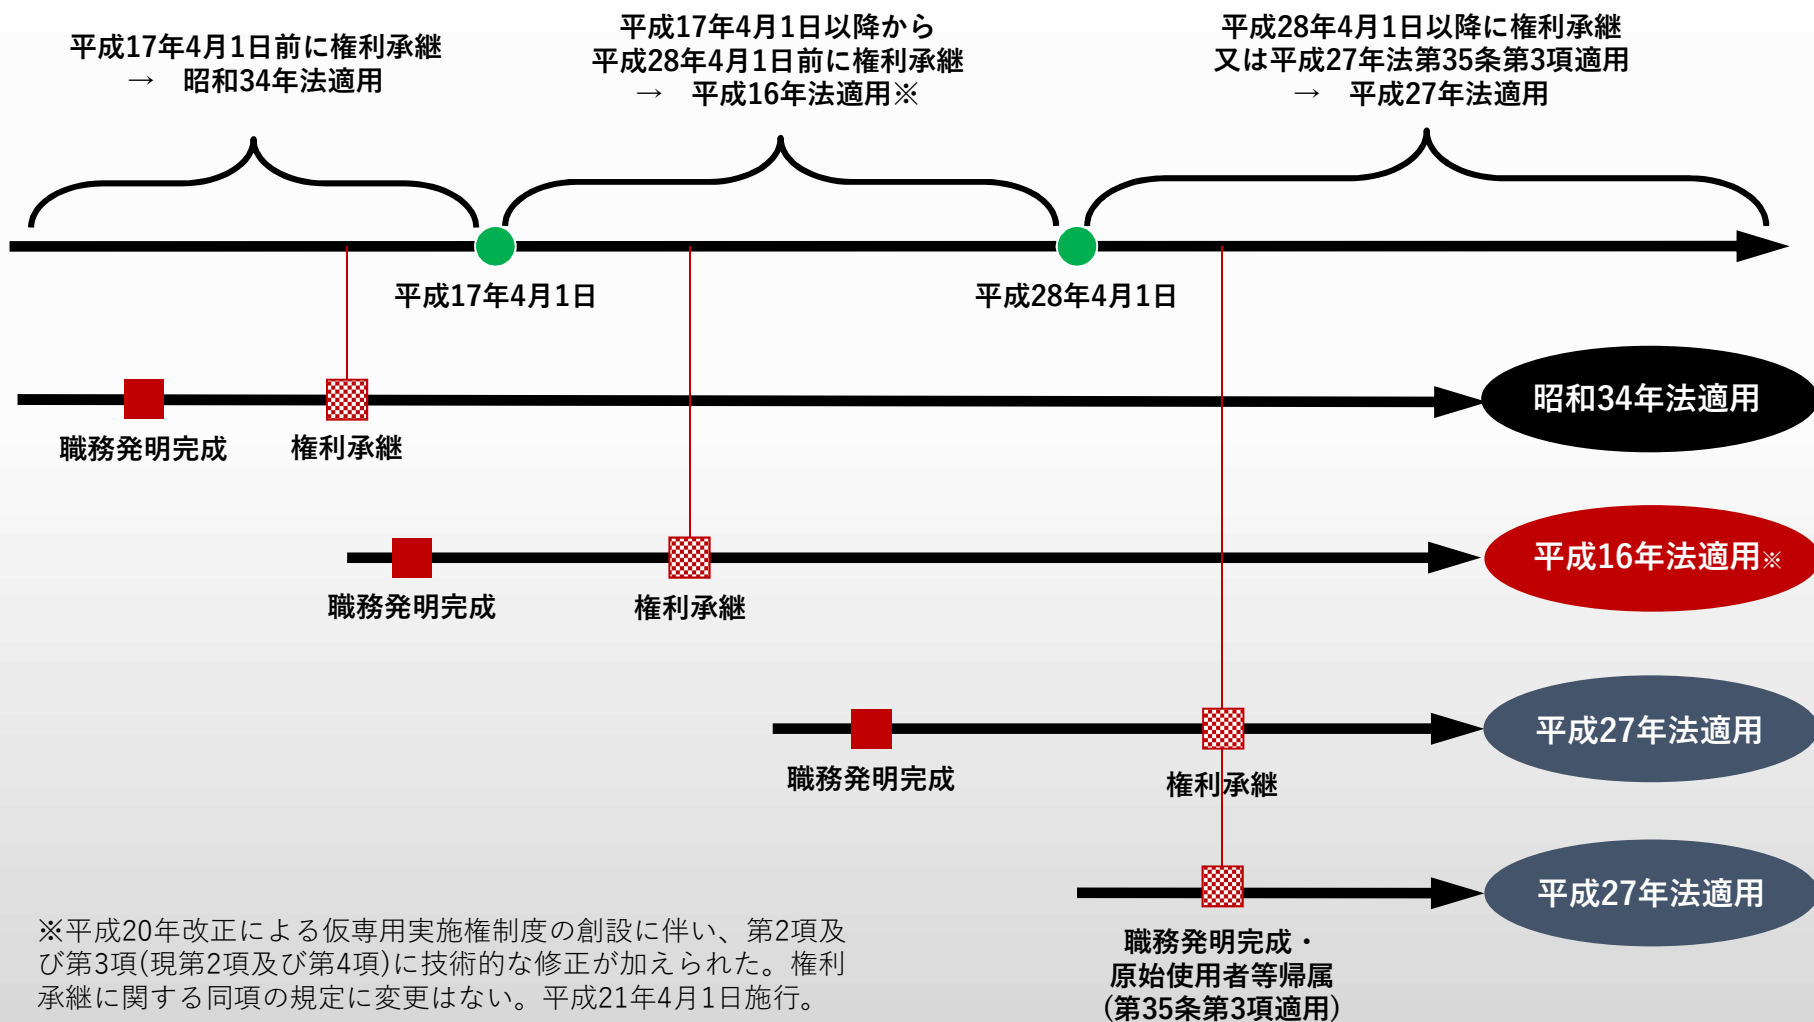 平成17年4月1日前に権利承継
→　昭和34年法適用
平成17年4月1日以降から
平成28年4月1日前に権利承継
→　平成16年法適用※
平成28年4月1日以降に権利承継
又は平成27年法第35条第3項適用
→　平成27年法適用
平成17年4月1日
平成28年4月1日
職務発明完成
権利承継
昭和34年法適用
職務発明完成
権利承継
平成16年法適用※
職務発明完成
権利承継
平成27年法適用
職務発明完成・
原始使用者等帰属
(第35条第3項適用)
平成27年法適用
※平成20年改正による仮専用実施権制度の創設に伴い、第2項及
び第3項(現第2項及び第4項)に技術的な修正が加えられた。権利
承継に関する同項の規定に変更はない。平成21年4月1日施行。